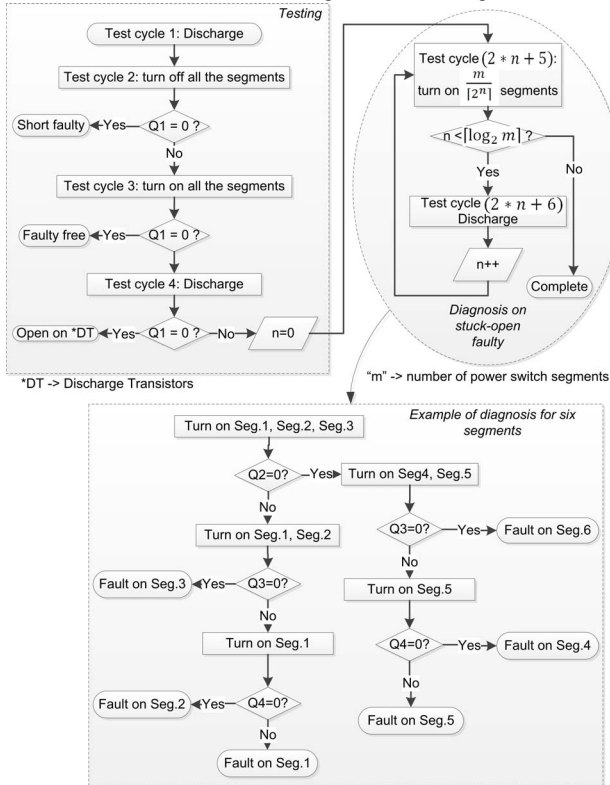 Testing
Test cycle 1: Discharge
Test cycle 2: turn off all the segments
Q1 = 0 ?
Yes
Short faulty
No
Test cycle 3: turn on all the segments
Q1 = 0 ?
Yes
Faulty free
No
Test cycle 4: Discharge
Q1 = 0 ?
Yes
Open on *DT
No
n=0
*DT -> Discharge Transistors
Test cycle (2 * n + 5):
turn on m / ⌈2^n⌉ segments
n <⌈log₂ m⌉ ?
Yes
No
Test cycle (2 * n + 6)
Discharge
n++
Complete
Diagnosis on
stuck-open
faulty
"m" -> number of power switch segments
Example of diagnosis for six
segments
Turn on Seg.1, Seg.2, Seg.3
Q2=0?
Yes
Turn on Seg4, Seg.5
No
Q3=0?
Yes
Fault on Seg.6
Turn on Seg.1, Seg.2
No
Turn on Seg.5
Q3=0?
Yes
Fault on Seg.3
No
Q4=0?
Yes
Fault on Seg.4
Turn on Seg.1
No
Fault on Seg.5
Q4=0?
Yes
Fault on Seg.2
No
Fault on Seg.1